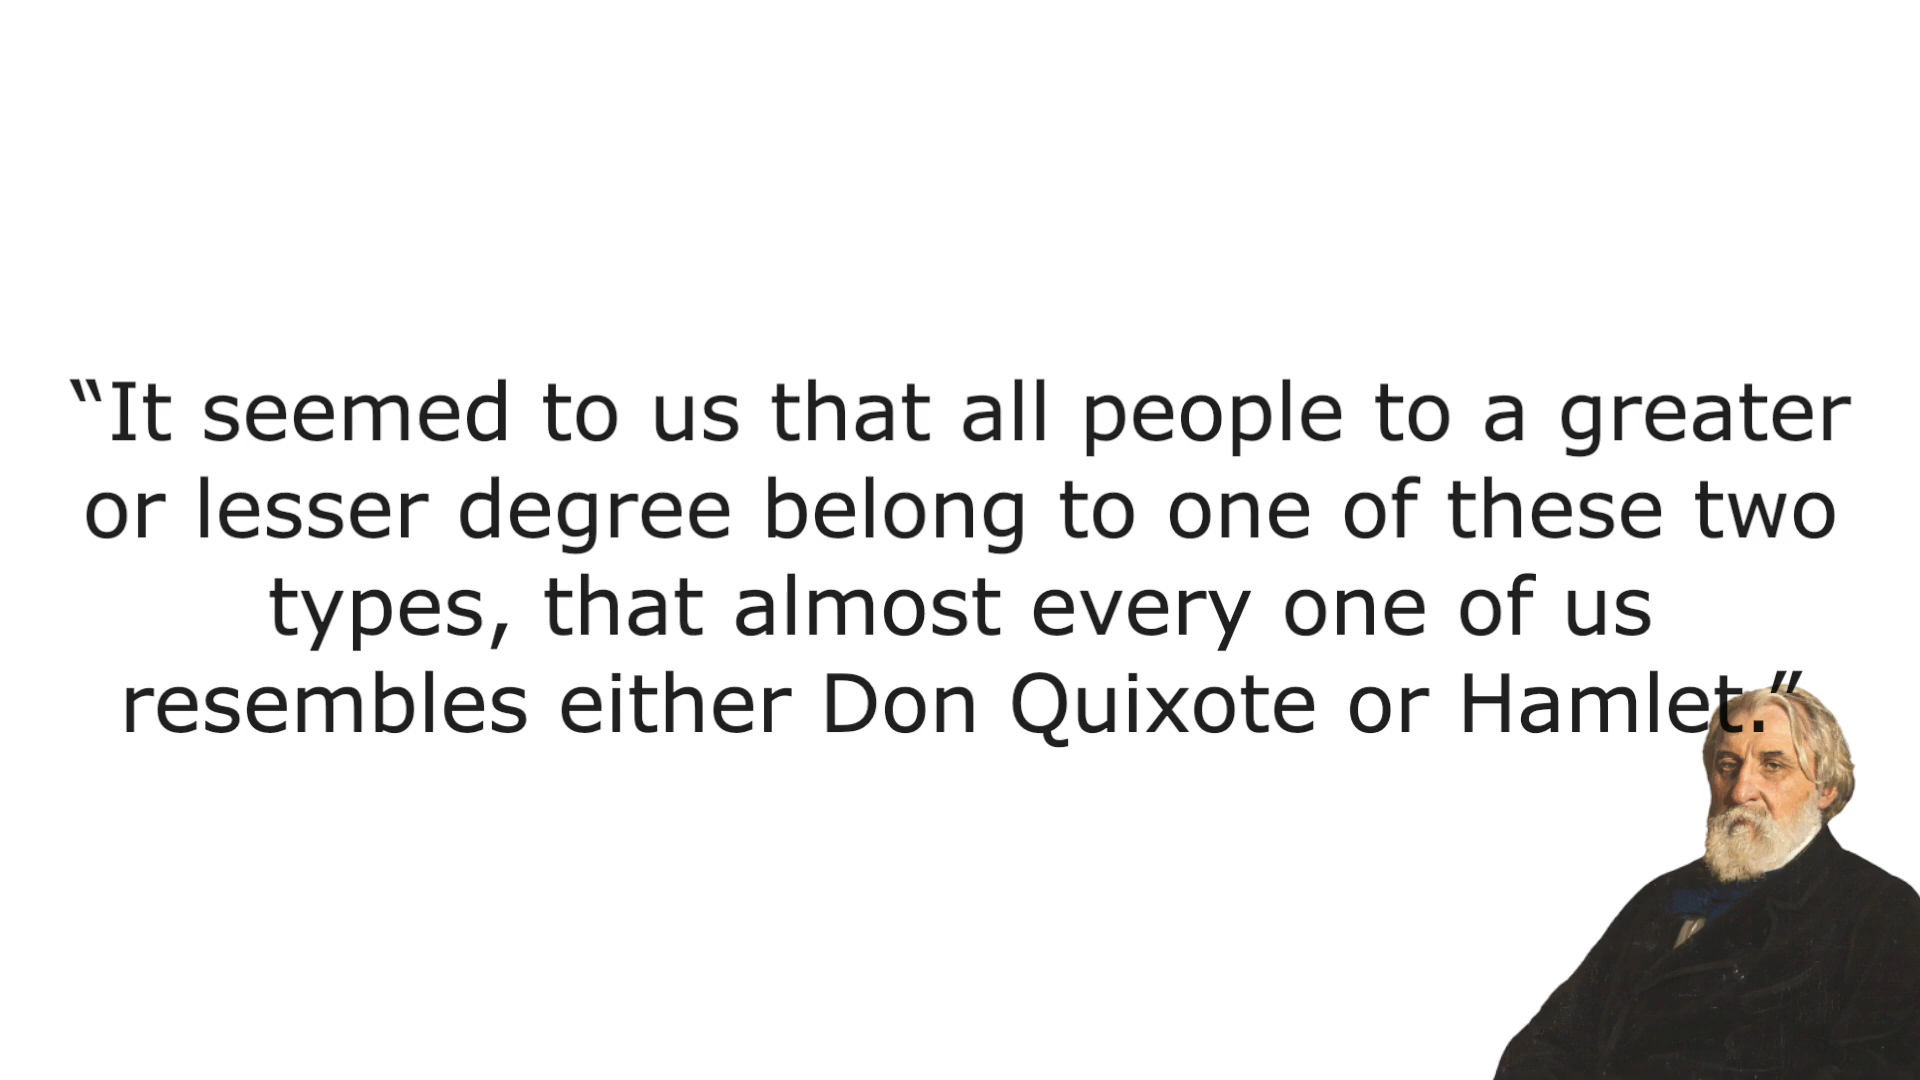 “It seemed to us that all people to a greater
or lesser degree belong to one of these two
types, that almost every one of us
resembles either Don Quixote or Hamlet.”